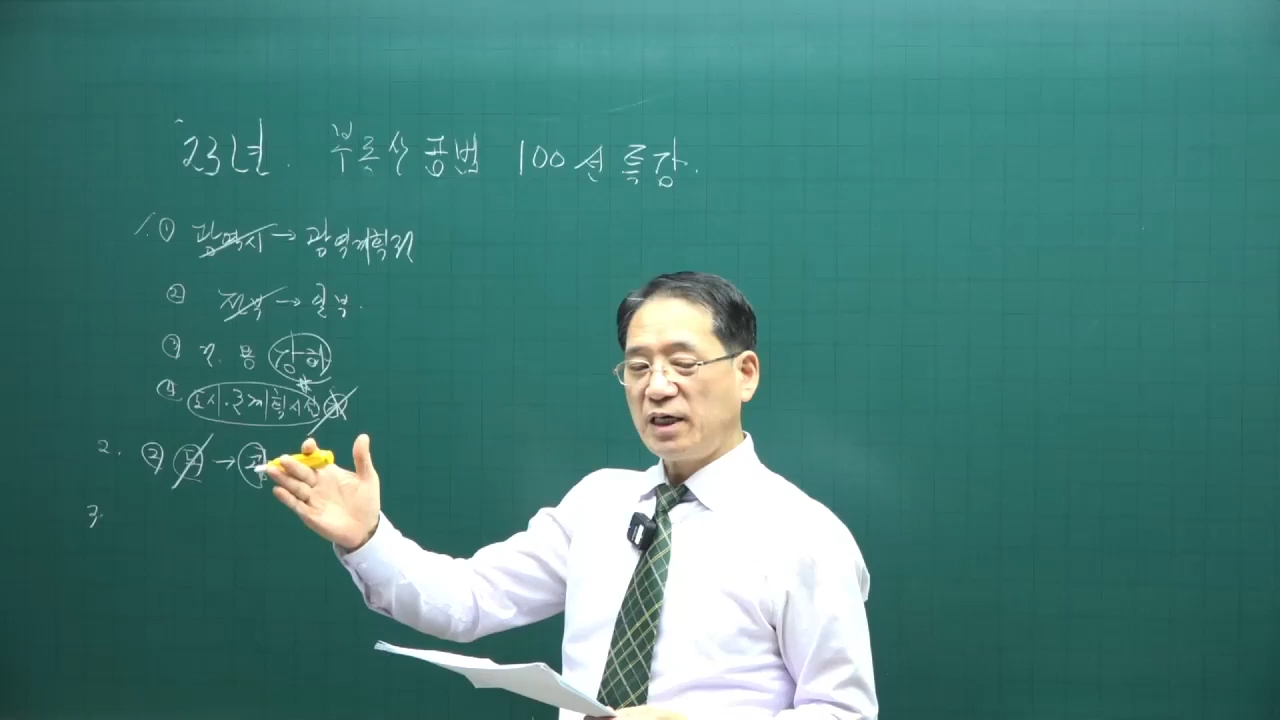 '23년. 부동산공법 100선 특강.
1. ① 광역시 → 광역계획권
② 전부 → 일부.
③ 강화
④ 도시·군계획시설
2. ② → 공
3.